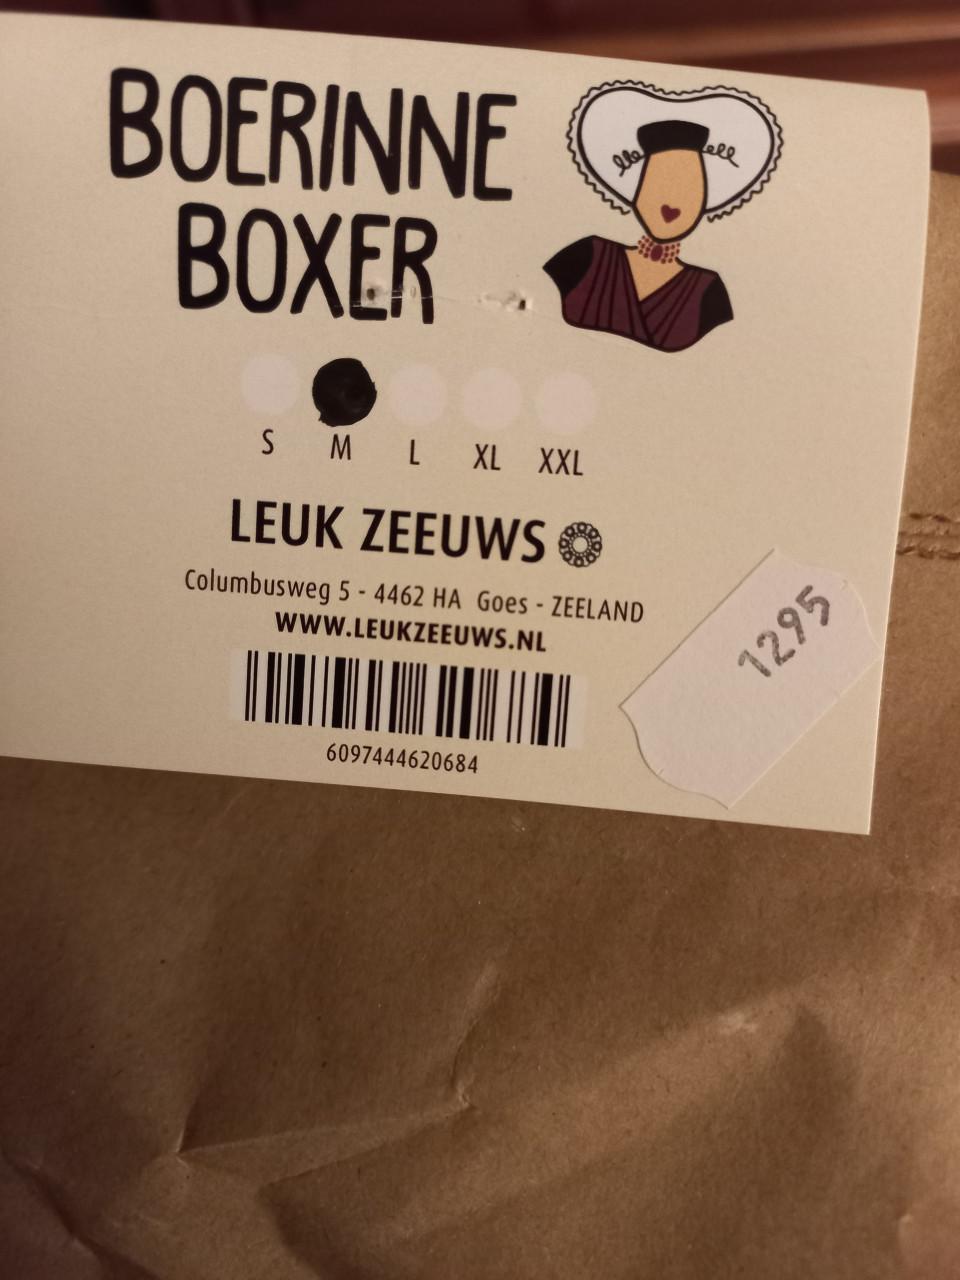 BOERINNE
BOXER
S M L XL XXL
LEUK ZEEUWS
Columbusweg 5 - 4462 HA Goes - ZEELAND
WWW.LEUKZEEUWS.NL
6097444620684
1295